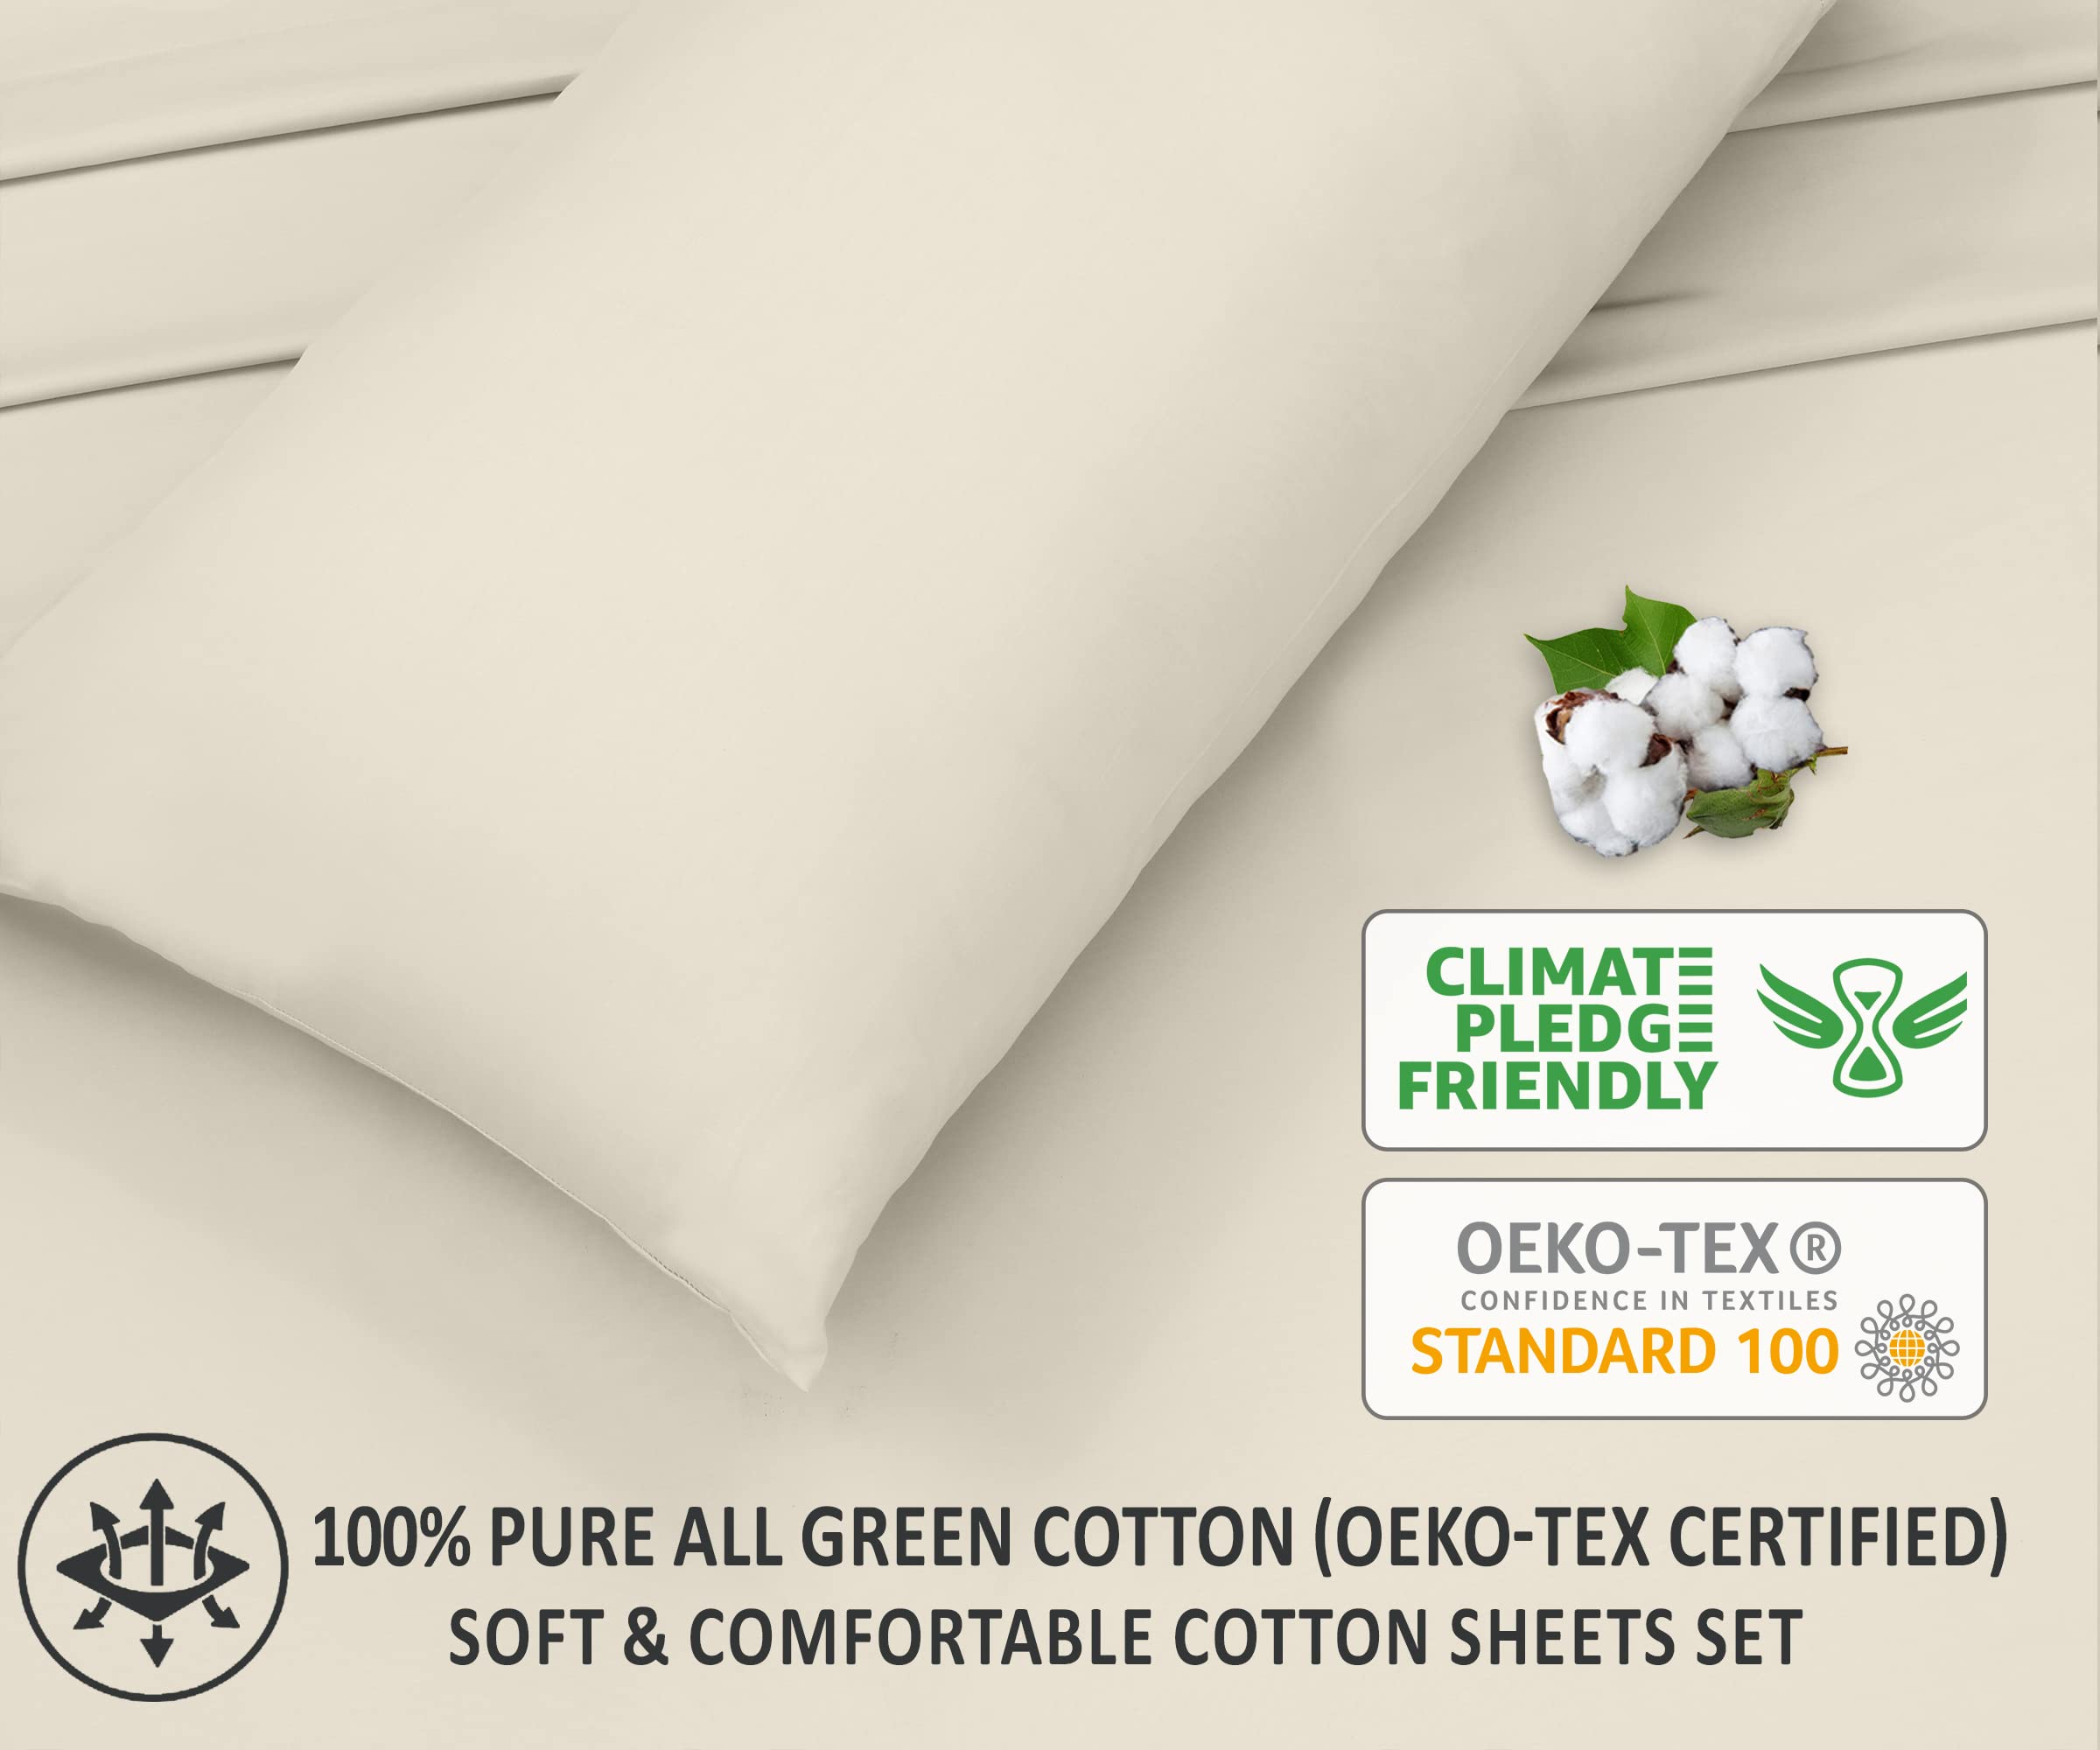 CLIMATE
PLEDGE
FRIENDLY
OEKO-TEX®
CONFIDENCE IN TEXTILES
STANDARD 100
100% PURE ALL GREEN COTTON (OEKO-TEX CERTIFIED)
SOFT & COMFORTABLE COTTON SHEETS SET